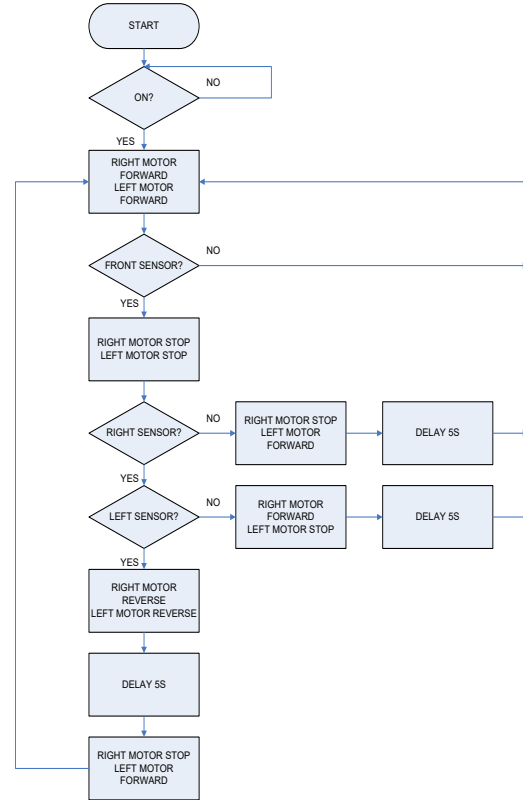 START
ON?
NO
YES
RIGHT MOTOR
FORWARD
LEFT MOTOR
FORWARD
FRONT SENSOR?
NO
YES
RIGHT MOTOR STOP
LEFT MOTOR STOP
RIGHT SENSOR?
NO
RIGHT MOTOR STOP
LEFT MOTOR
FORWARD
DELAY 5S
YES
LEFT SENSOR?
NO
RIGHT MOTOR
FORWARD
LEFT MOTOR STOP
DELAY 5S
YES
RIGHT MOTOR
REVERSE
LEFT MOTOR REVERSE
DELAY 5S
RIGHT MOTOR STOP
LEFT MOTOR
FORWARD